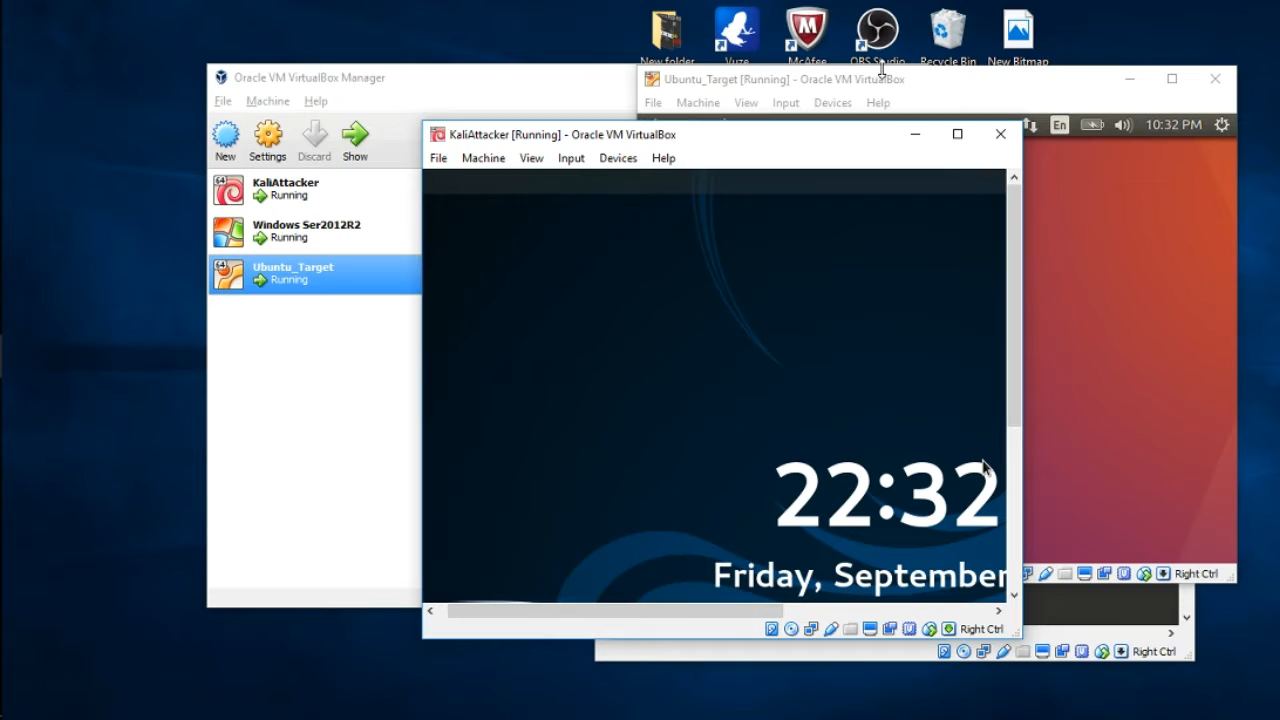 New folder
Vuze
McAfee
OBS Studio
Recycle Bin
New Bitmap
Oracle VM VirtualBox Manager
File Machine Help
New Settings Discard Show
64 KaliAttacker
Running
Windows Ser2012R2
Running
64 Ubuntu_Target
Running
Ubuntu_Target [Running] - Oracle VM VirtualBox
File Machine View Input Devices Help
En 10:32 PM
KaliAttacker [Running] - Oracle VM VirtualBox
File Machine View Input Devices Help
22:32
Friday, September
Right Ctrl
Right Ctrl
Right Ctrl